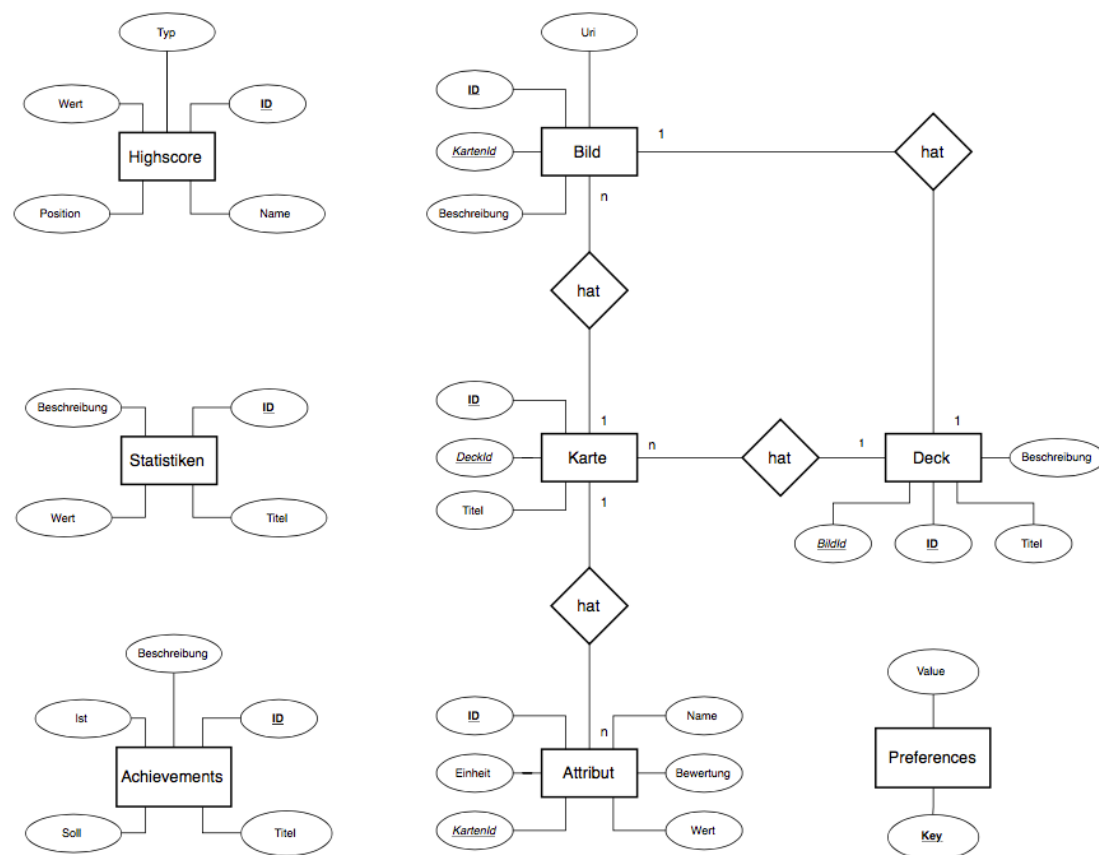 Typ
Wert
ID
Highscore
Position
Name
Uri
ID
KartenId
Bild
Beschreibung
1
hat
n
hat
1
Beschreibung
ID
Statistiken
Wert
Titel
ID
DeckId
Karte
Titel
1
n
hat
1
1
Deck
Beschreibung
BildId
ID
Titel
hat
n
Beschreibung
Ist
ID
Achievements
Soll
Titel
ID
Name
Einheit
Attribut
Bewertung
KartenId
Wert
Value
Preferences
Key